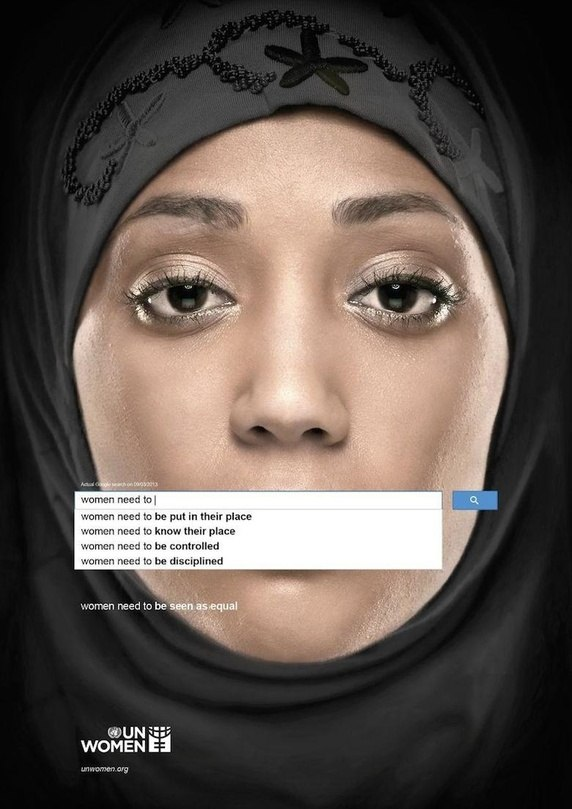 Actual Google search on 09/03/2013
women need to
women need to be put in their place
women need to know their place
women need to be controlled
women need to be disciplined
women need to be seen as equal
UN
WOMEN
unwomen.org